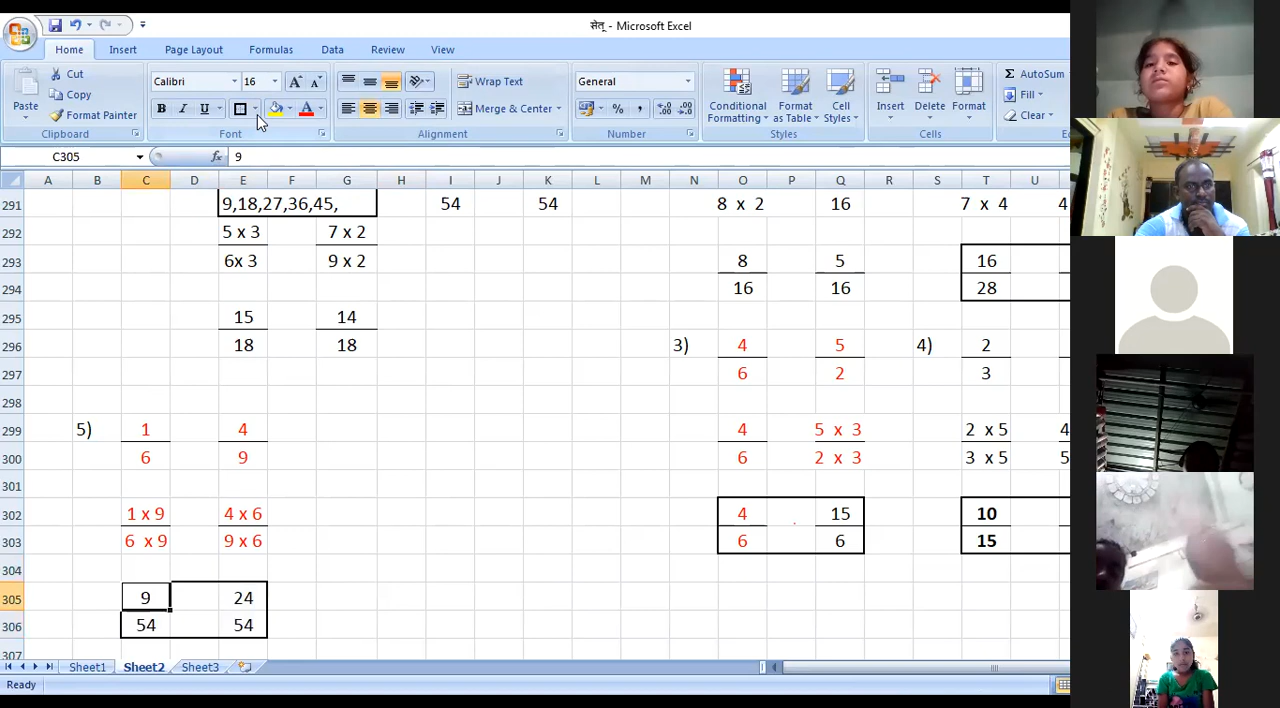 सेतू - Microsoft Excel
Home Insert Page Layout Formulas Data Review View
Cut
Copy
Format Painter
Paste
Clipboard
Calibri 16
B I U
Font
Wrap Text
Merge & Center
Alignment
General
Number
Conditional Formatting
Format as Table
Cell Styles
Styles
Insert Delete Format
Cells
AutoSum
Fill
Clear
C305 fx 9
A B C D E F G H I J K L M N O P Q R S T U
291 9,18,27,36,45, 54 54 8 x 2 16 7 x 4 4
292 5 x 3 7 x 2
293 6x 3 9 x 2 8 5 16
294 16 16 28
295 15 14
296 18 18 3) 4 5 4) 2
297 6 2 3
298
299 5) 1 4 4 5 x 3 2 x 5 4
300 6 9 6 2 x 3 3 x 5 5
301
302 1 x 9 4 x 6 4 15 10
303 6 x 9 9 x 6 6 6 15
304
305 9 24
306 54 54
307
Sheet1 Sheet2 Sheet3
Ready